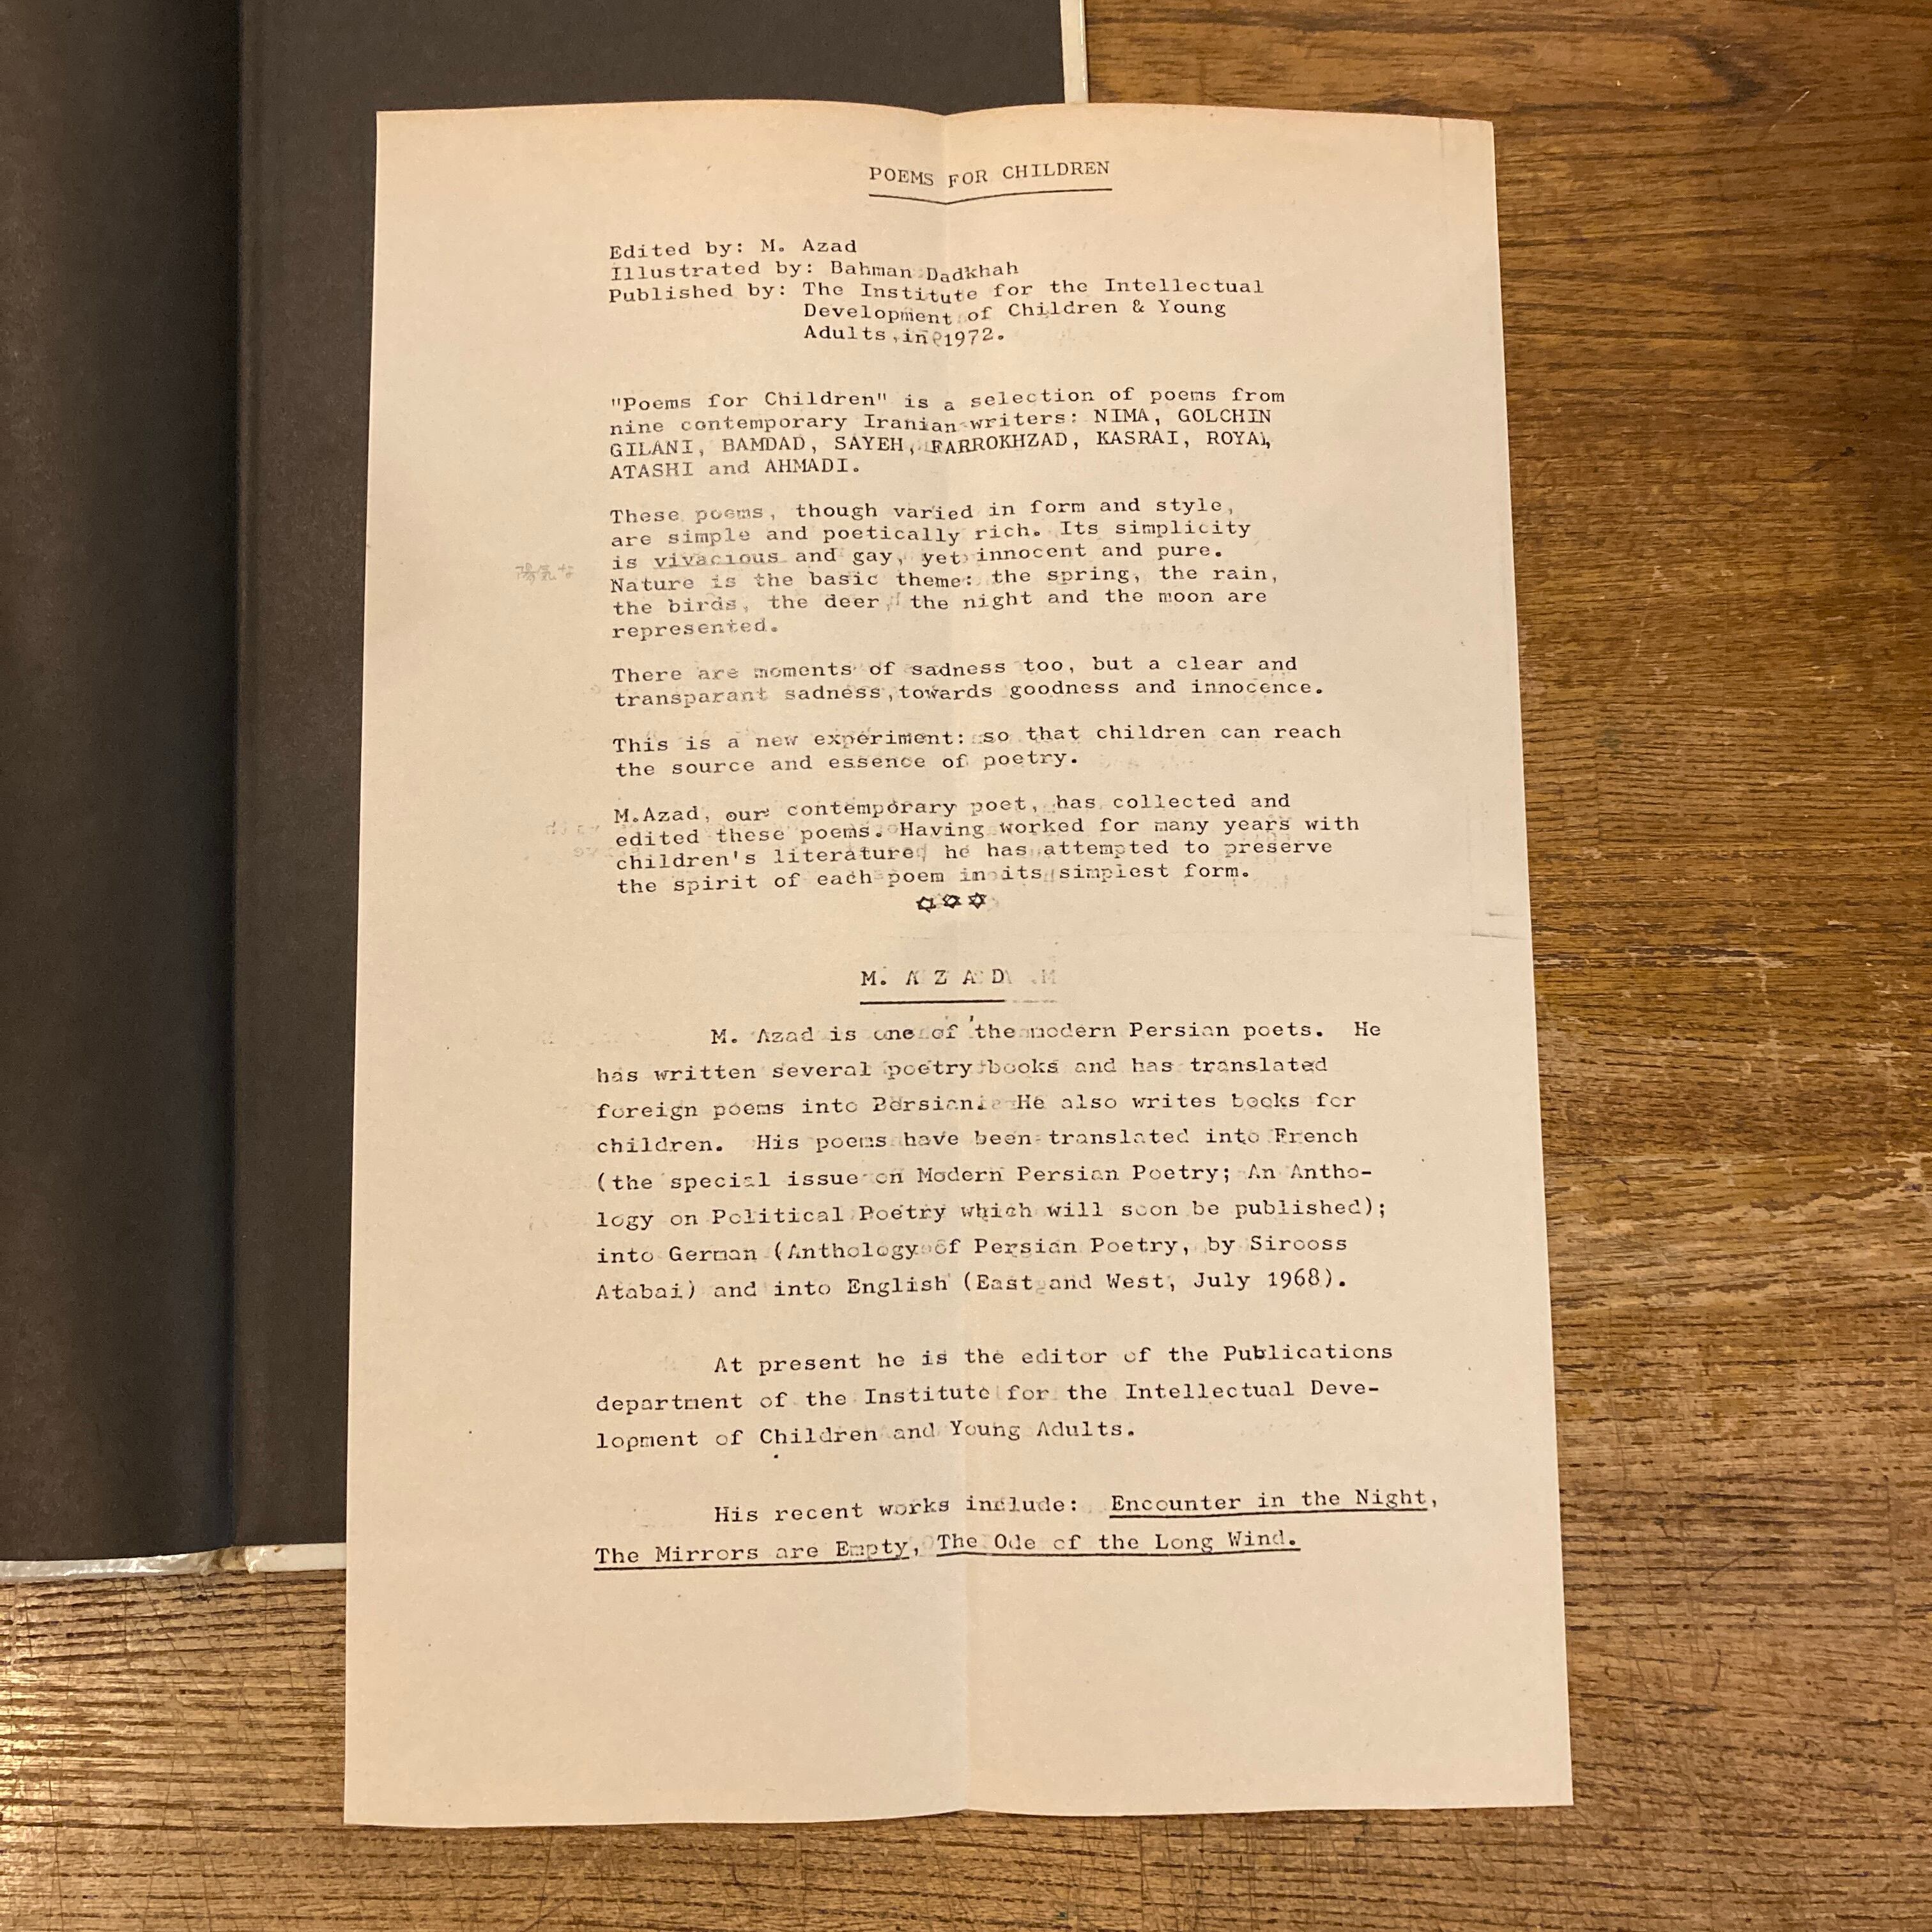 POEMS FOR CHILDREN
Edited by: M. Azad
Illustrated by: Bahman Dadkhah
Published by: The Institute for the Intellectual
Development of Children & Young
Adults, in 1972.
"Poems for Children" is a selection of poems from
nine contemporary Iranian writers: NIMA, GOLCHIN
GILANI, BAMDAD, SAYEH, FARROKHZAD, KASRAI, ROYAI,
ATASHI and AHMADI.
These poems, though varied in form and style,
are simple and poetically rich. Its simplicity
is vivacious and gay, yet innocent and pure.
Nature is the basic theme: the spring, the rain,
the birds, the deer, the night and the moon are
represented.
There are moments of sadness too, but a clear and
transparant sadness, towards goodness and innocence.
This is a new experiment: so that children can reach
the source and essence of poetry.
M.Azad, our contemporary poet, has collected and
edited these poems. Having worked for many years with
children's literature, he has attempted to preserve
the spirit of each poem in its simplest form.
M. A Z A D
M. Azad is one of the modern Persian poets. He
has written several poetry books and has translated
foreign poems into Persian. He also writes books for
children. His poems have been translated into French
(the special issue on Modern Persian Poetry; An Antho-
logy on Political Poetry which will soon be published);
into German (Anthology of Persian Poetry, by Sirooss
Atabai) and into English (East and West, July 1968).
At present he is the editor of the Publications
department of the Institute for the Intellectual Deve-
lopment of Children and Young Adults.
His recent works include: Encounter in the Night,
The Mirrors are Empty, The Ode of the Long Wind.